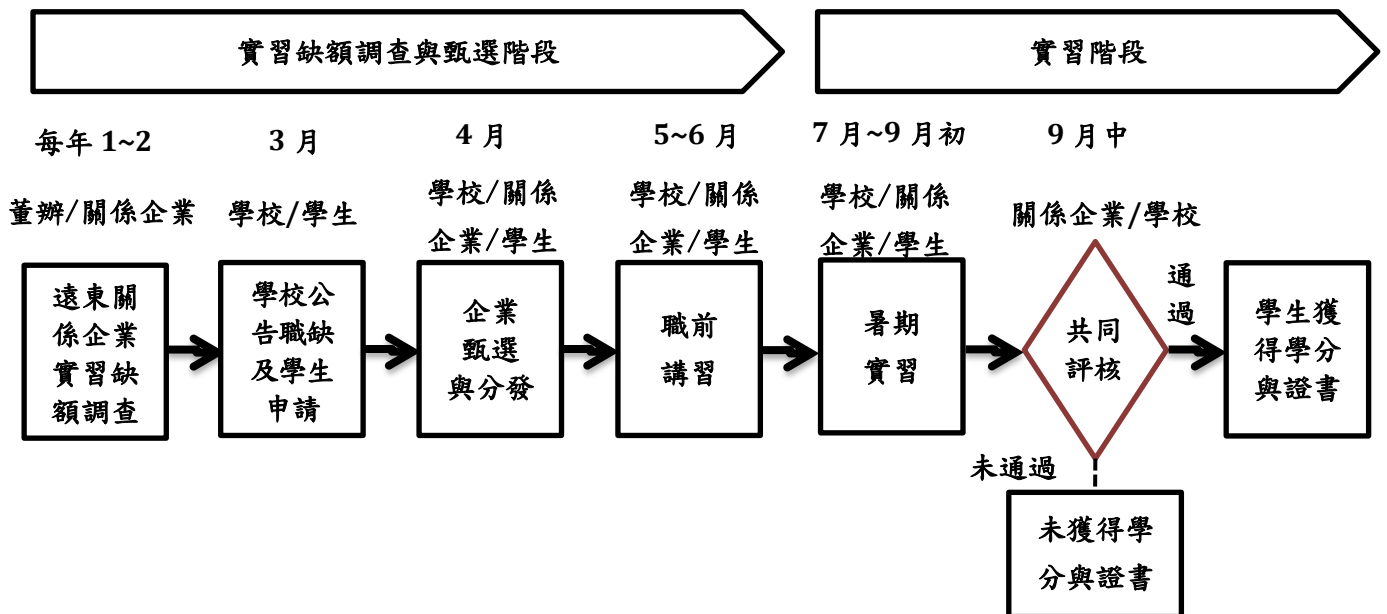 實習缺額調查與甄選階段
實習階段
每年 1~2
3 月
4 月
5~6 月
7 月~9 月初
9 月中
董辦/關係企業
學校/學生
學校/關係
企業/學生
學校/關係
企業/學生
學校/關係
企業/學生
關係企業/學校
遠東關
係企業
實習缺
額調查
學校公
告職缺
及學生
申請
企業
甄選
與分發
職前
講習
暑期
實習
共同
評核
通
過
學生獲
得學分
與證書
未通過
未獲得學
分與證書